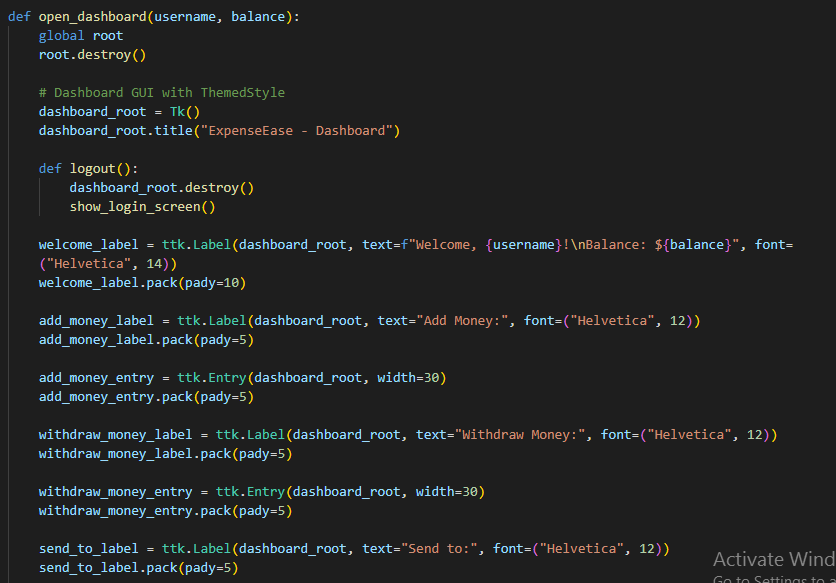 def open_dashboard(username, balance):
    global root
    root.destroy()

    # Dashboard GUI with ThemedStyle
    dashboard_root = Tk()
    dashboard_root.title("ExpenseEase - Dashboard")

    def logout():
        dashboard_root.destroy()
        show_login_screen()

    welcome_label = ttk.Label(dashboard_root, text=f"Welcome, {username}!\nBalance: ${balance}", font=
    ("Helvetica", 14))
    welcome_label.pack(pady=10)

    add_money_label = ttk.Label(dashboard_root, text="Add Money:", font=("Helvetica", 12))
    add_money_label.pack(pady=5)

    add_money_entry = ttk.Entry(dashboard_root, width=30)
    add_money_entry.pack(pady=5)

    withdraw_money_label = ttk.Label(dashboard_root, text="Withdraw Money:", font=("Helvetica", 12))
    withdraw_money_label.pack(pady=5)

    withdraw_money_entry = ttk.Entry(dashboard_root, width=30)
    withdraw_money_entry.pack(pady=5)

    send_to_label = ttk.Label(dashboard_root, text="Send to:", font=("Helvetica", 12))
    send_to_label.pack(pady=5)
Activate Wind
Go to Settings to a